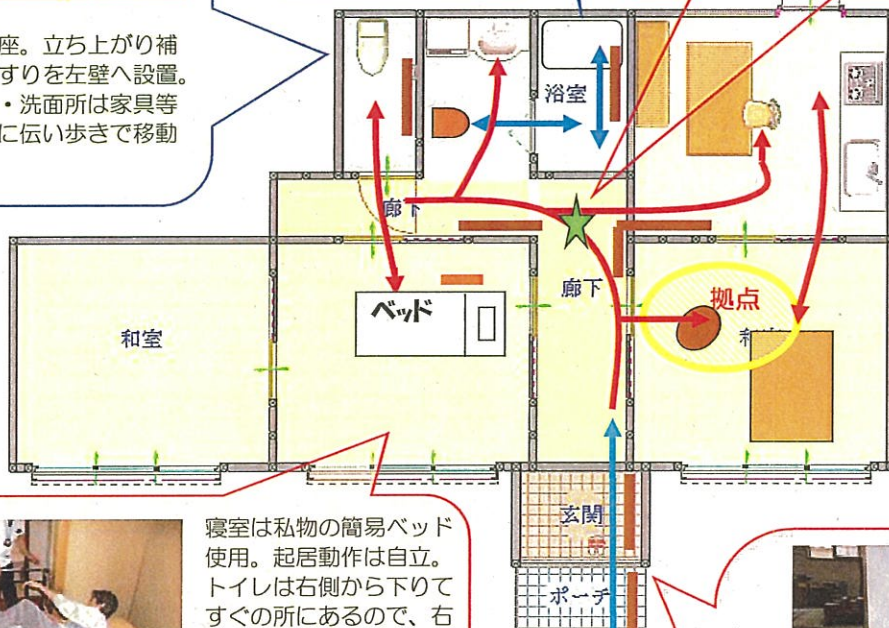 座。立ち上がり補
すりを左壁へ設置。
・洗面所は家具等
に伝い歩きで移動
浴室
廊下
廊下
ベッド
拠点
和室
和
玄関
ポーチ
寝室は私物の簡易ベッド
使用。起居動作は自立。
トイレは右側から下りて
すぐの所にあるので、右